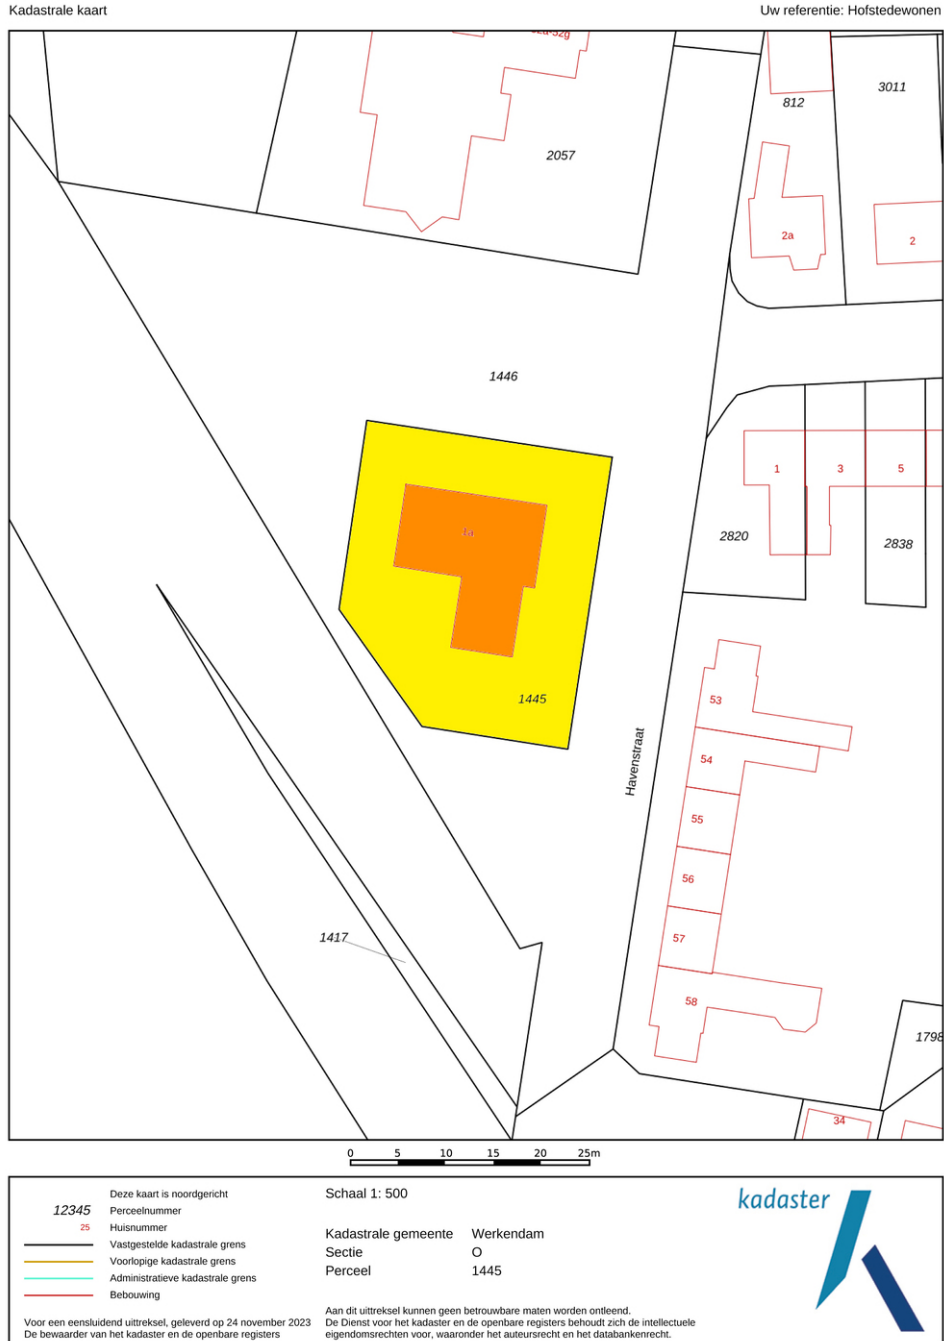 Kadastrale kaart
Uw referentie: Hofstedewonen
812
3011
2057
2a
2
1446
1
3
5
2820
2838
1a
1445
53
Havenstraat
54
55
56
57
1417
58
1798
34
0 5 10 15 20 25m
Deze kaart is noordgericht
12345 Perceelnummer
25 Huisnummer
Vastgestelde kadastrale grens
Voorlopige kadastrale grens
Administratieve kadastrale grens
Bebouwing
Voor een eensluidend uittreksel, geleverd op 24 november 2023
De bewaarder van het kadaster en de openbare registers
Schaal 1: 500
Kadastrale gemeente Werkendam
Sectie O
Perceel 1445
Aan dit uittreksel kunnen geen betrouwbare maten worden ontleend.
De Dienst voor het kadaster en de openbare registers behoudt zich de intellectuele
eigendomsrechten voor, waaronder het auteursrecht en het databankenrecht.
kadaster